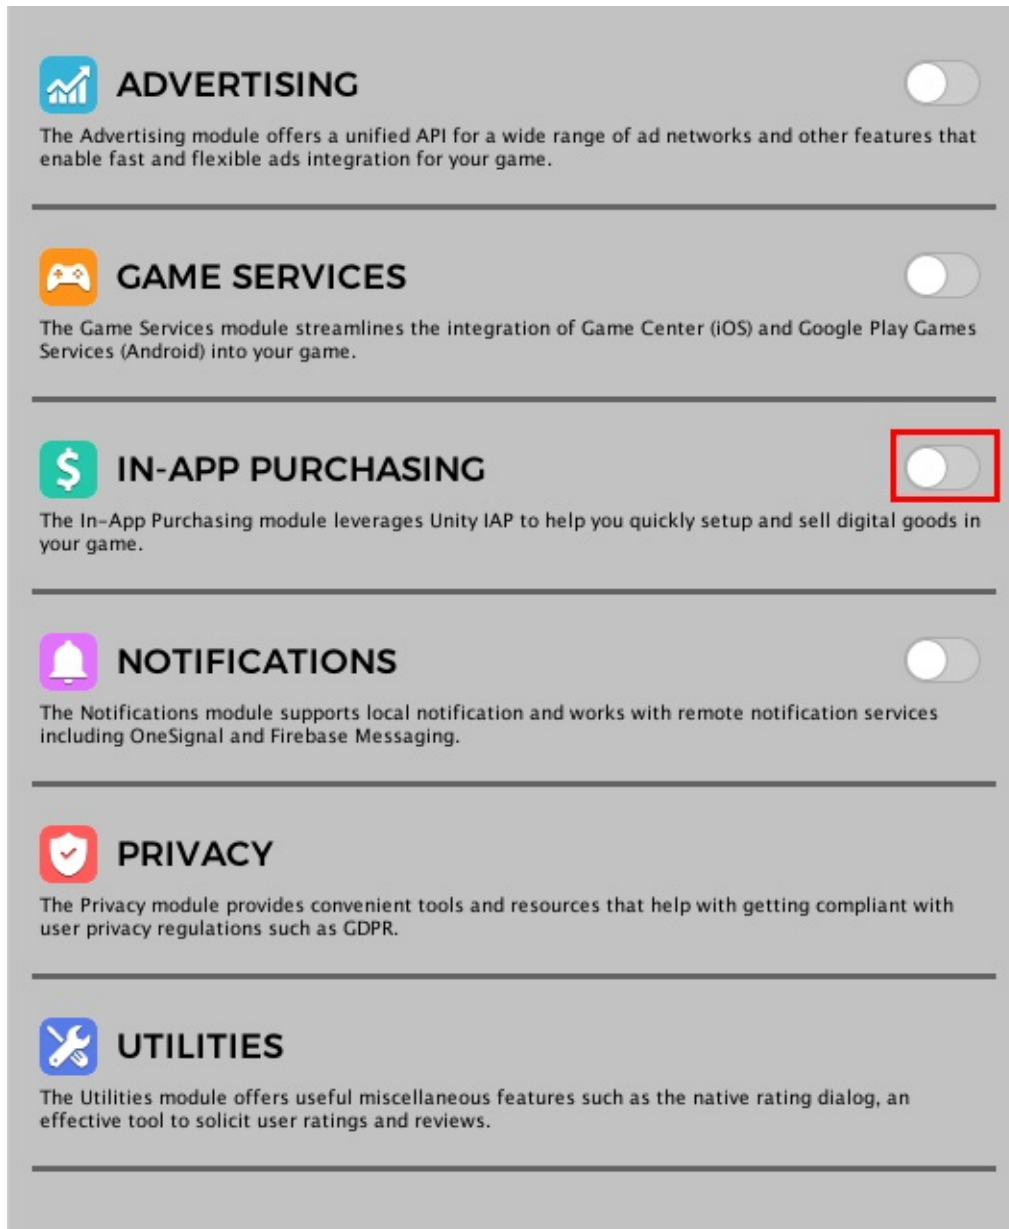 ADVERTISING
The Advertising module offers a unified API for a wide range of ad networks and other features that
enable fast and flexible ads integration for your game.
GAME SERVICES
The Game Services module streamlines the integration of Game Center (iOS) and Google Play Games
Services (Android) into your game.
$ IN-APP PURCHASING
The In-App Purchasing module leverages Unity IAP to help you quickly setup and sell digital goods in
your game.
NOTIFICATIONS
The Notifications module supports local notification and works with remote notification services
including OneSignal and Firebase Messaging.
PRIVACY
The Privacy module provides convenient tools and resources that help with getting compliant with
user privacy regulations such as GDPR.
UTILITIES
The Utilities module offers useful miscellaneous features such as the native rating dialog, an
effective tool to solicit user ratings and reviews.